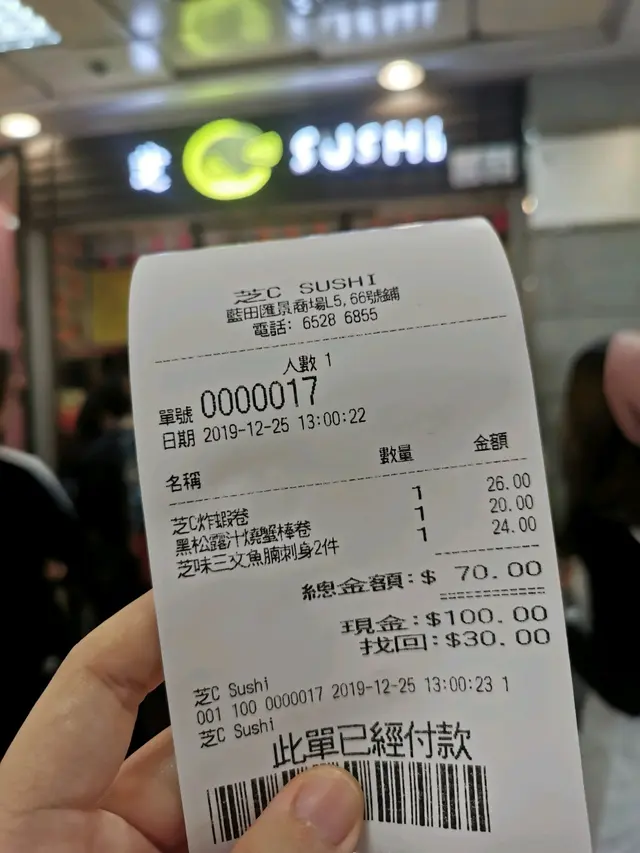 芝 C SUSHI
芝C SUSHI
藍田匯景商場L5,66號鋪
電話: 6528 6855
人數 1
單號 0000017
日期 2019-12-25 13:00:22
名稱 數量 金額
芝C炸蝦卷 1 26.00
黑松露汁燒蟹棒卷 1 20.00
芝味三文魚腩刺身2件 1 24.00
總金額:$ 70.00
現金:$100.00
找回:$30.00
芝C Sushi
001 100 0000017 2019-12-25 13:00:23 1
芝C Sushi
此單已經付款